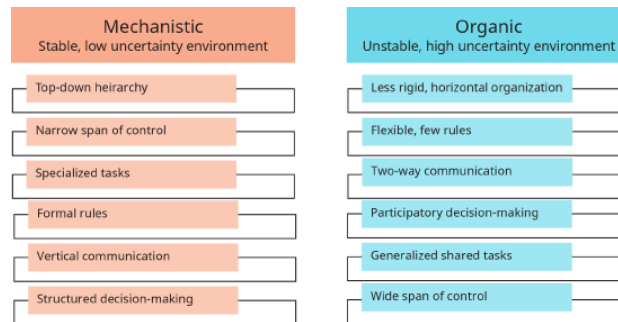 Mechanistic
Stable, low uncertainty environment
Top-down heirarchy
Narrow span of control
Specialized tasks
Formal rules
Vertical communication
Structured decision-making
Organic
Unstable, high uncertainty environment
Less rigid, horizontal organization
Flexible, few rules
Two-way communication
Participatory decision-making
Generalized shared tasks
Wide span of control